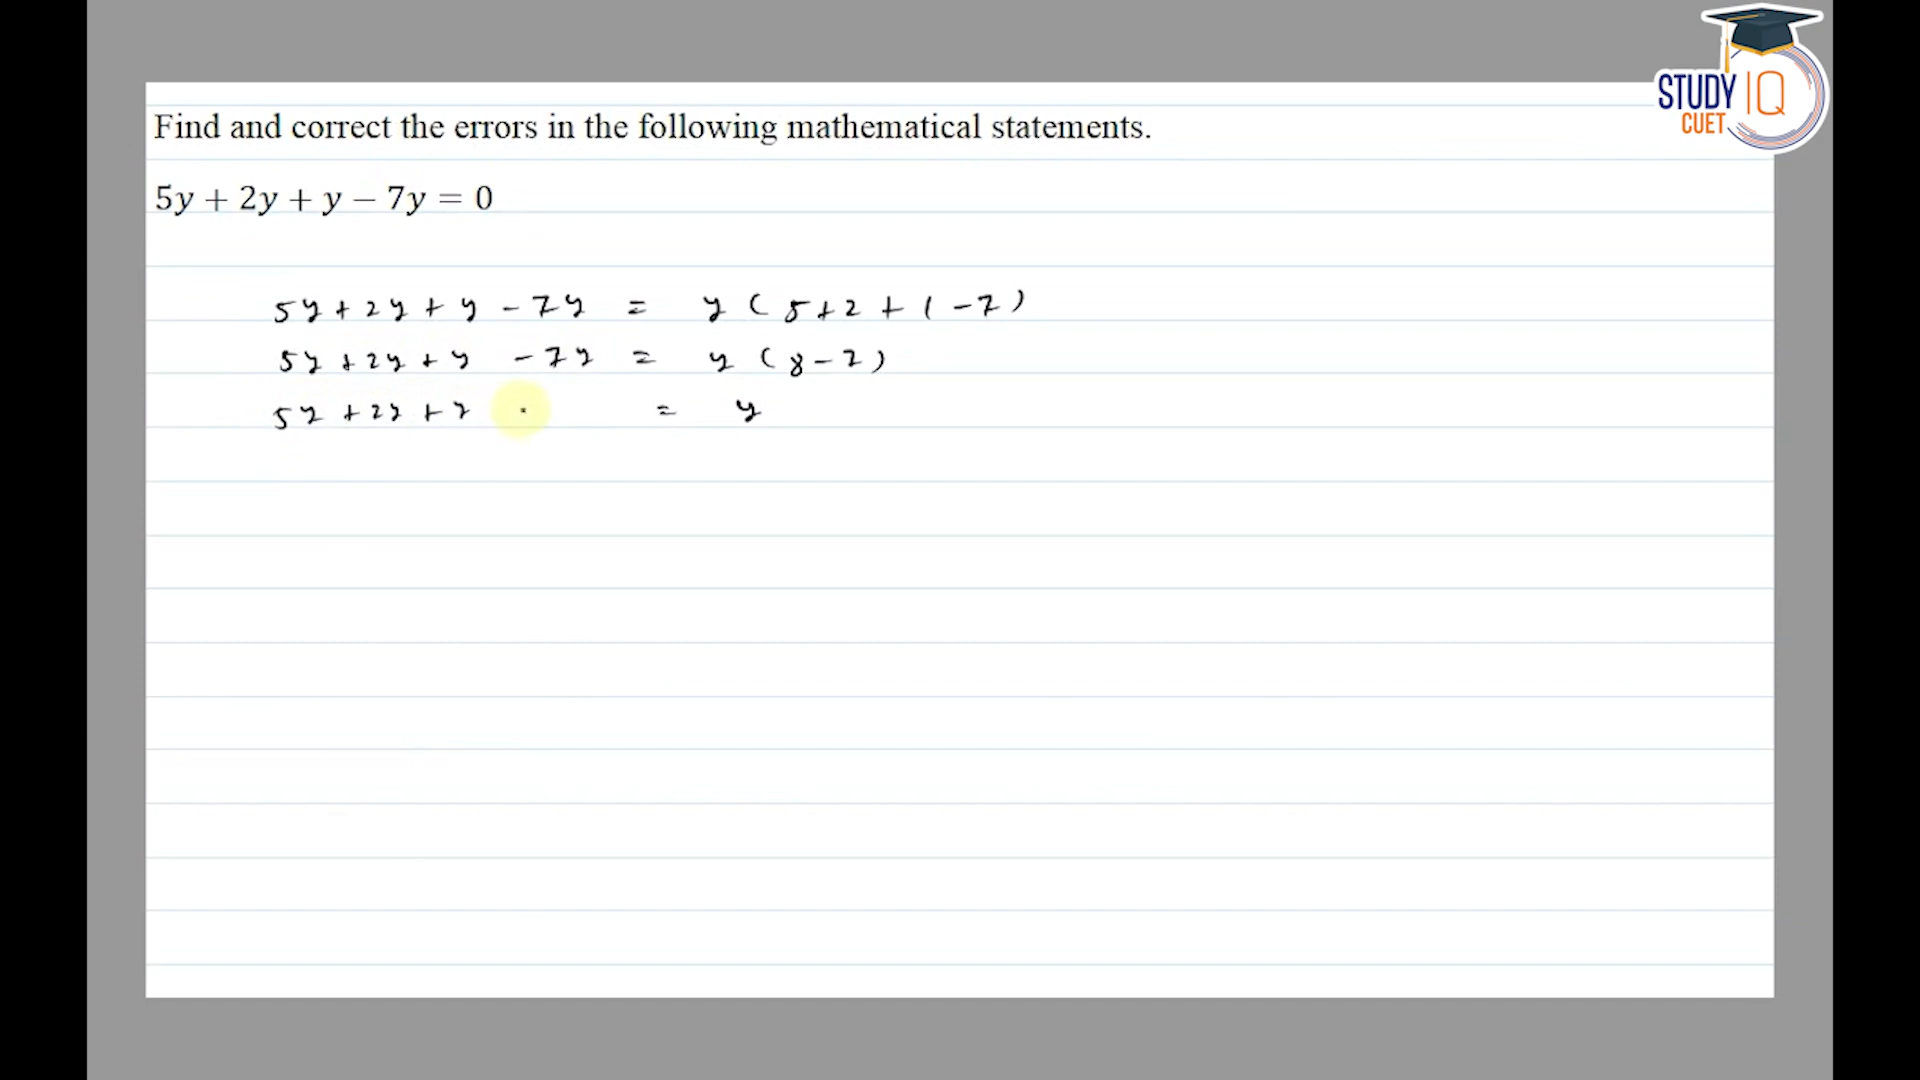 STUDY IQ
CUET
Find and correct the errors in the following mathematical statements.
5y + 2y + y − 7y = 0
5y + 2y + y - 7y = y (5+2+1-7)
5y + 2y + y - 7y = y (8-7)
5y + 2y + y = y